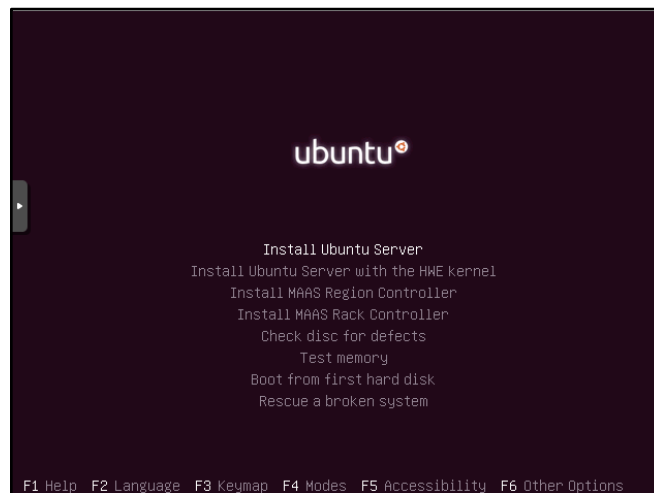 ubuntu
Install Ubuntu Server
Install Ubuntu Server with the HWE kernel
Install MAAS Region Controller
Install MAAS Rack Controller
Check disc for defects
Test memory
Boot from first hard disk
Rescue a broken system
F1 Help F2 Language F3 Keymap F4 Modes F5 Accessibility F6 Other Options